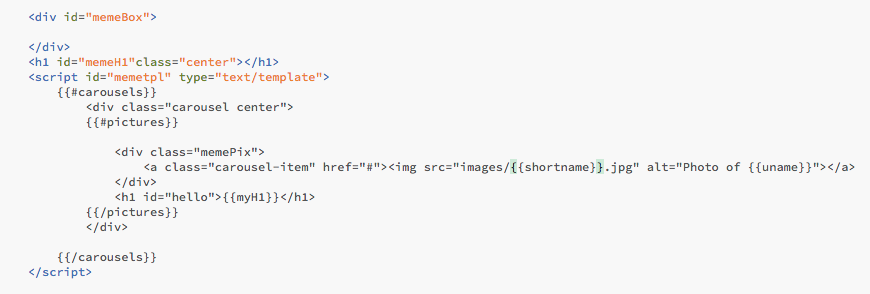 <div id="memeBox">
</div>
<h1 id="memeH1"class="center"></h1>
<script id="memetpl" type="text/template">
{{#carousels}}
<div class="carousel center">
{{#pictures}}
<div class="memePix">
<a class="carousel-item" href="#"><img src="images/{{shortname}}.jpg" alt="Photo of {{uname}}"></a>
</div>
<h1 id="hello">{{myH1}}</h1>
{{/pictures}}
</div>
{{/carousels}}
</script>